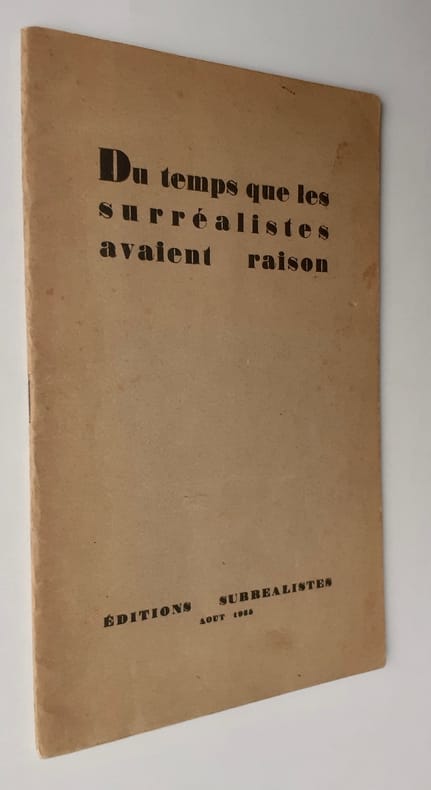 Du temps que les
surréalistes
avaient raison
ÉDITIONS SURREALISTES
AOUT 1935